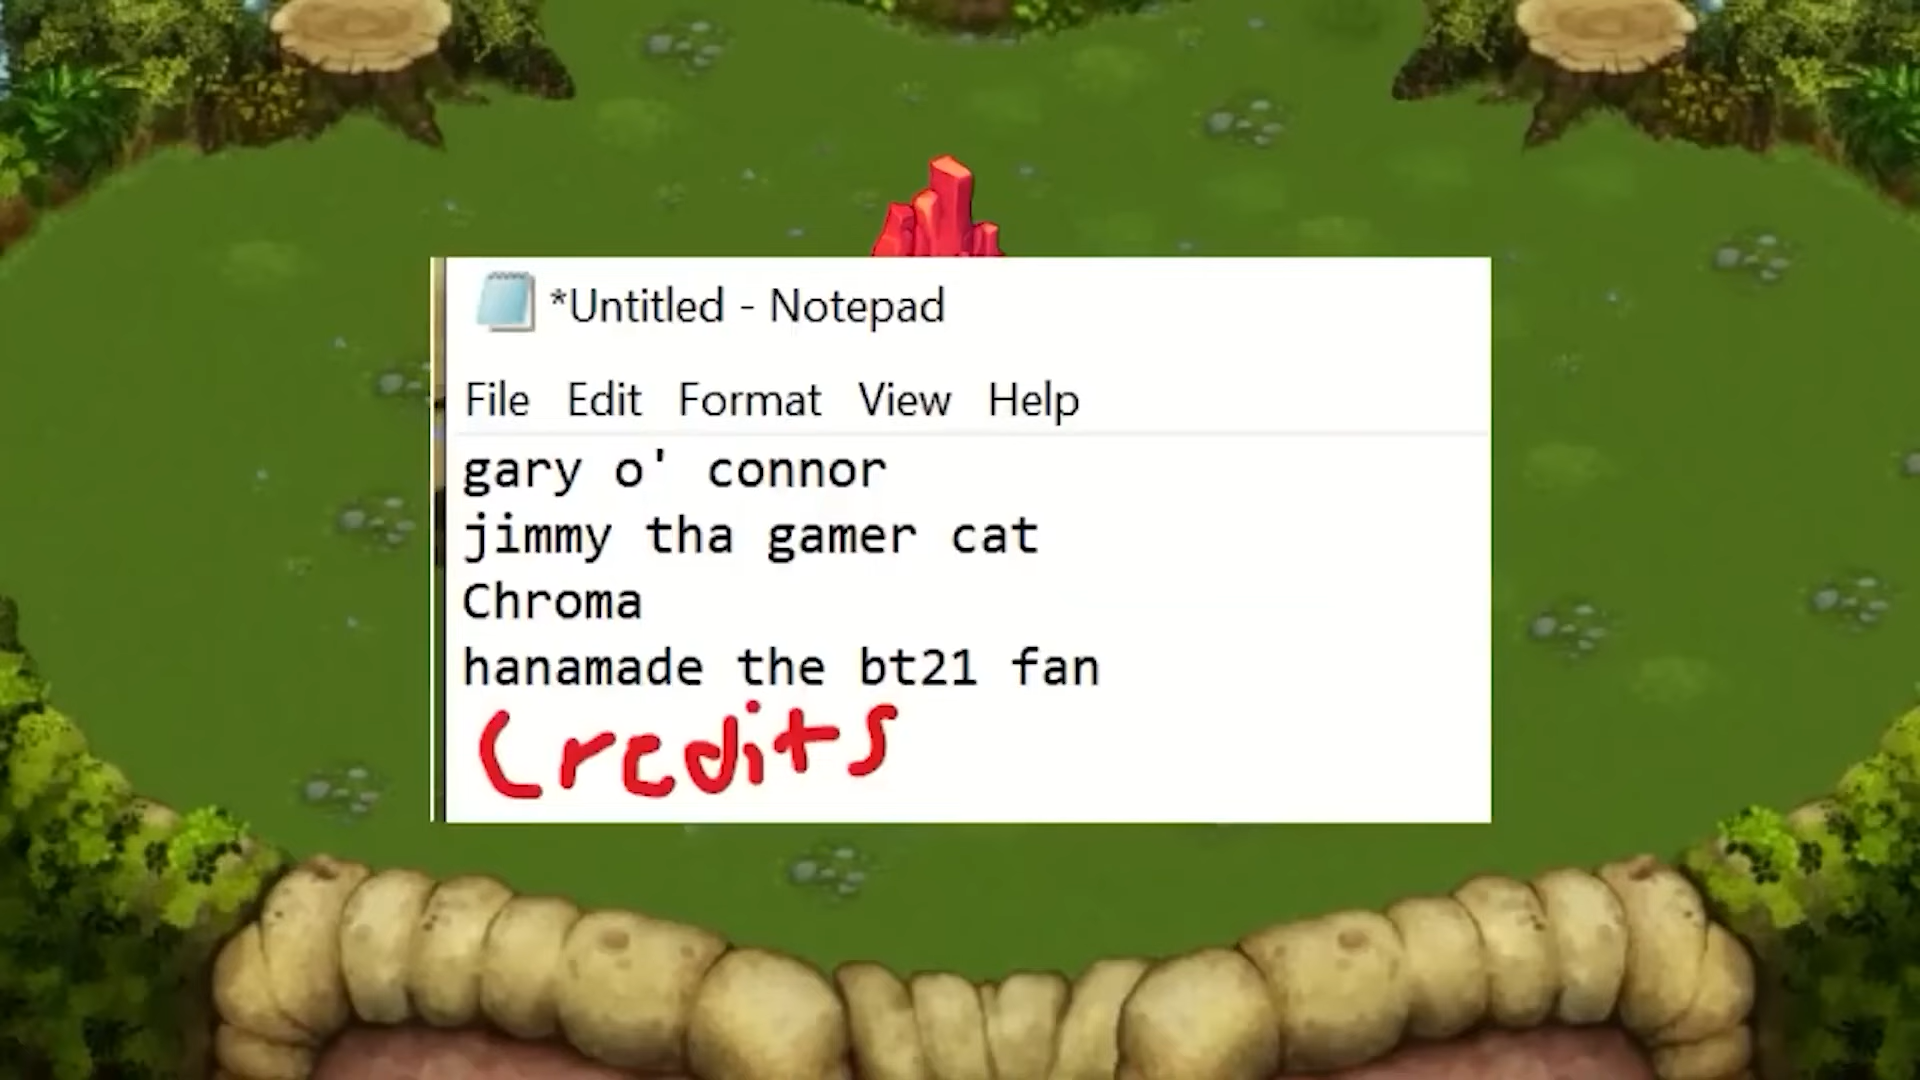 *Untitled - Notepad
File Edit Format View Help
gary o' connor
jimmy tha gamer cat
Chroma
hanamade the bt21 fan
Credits